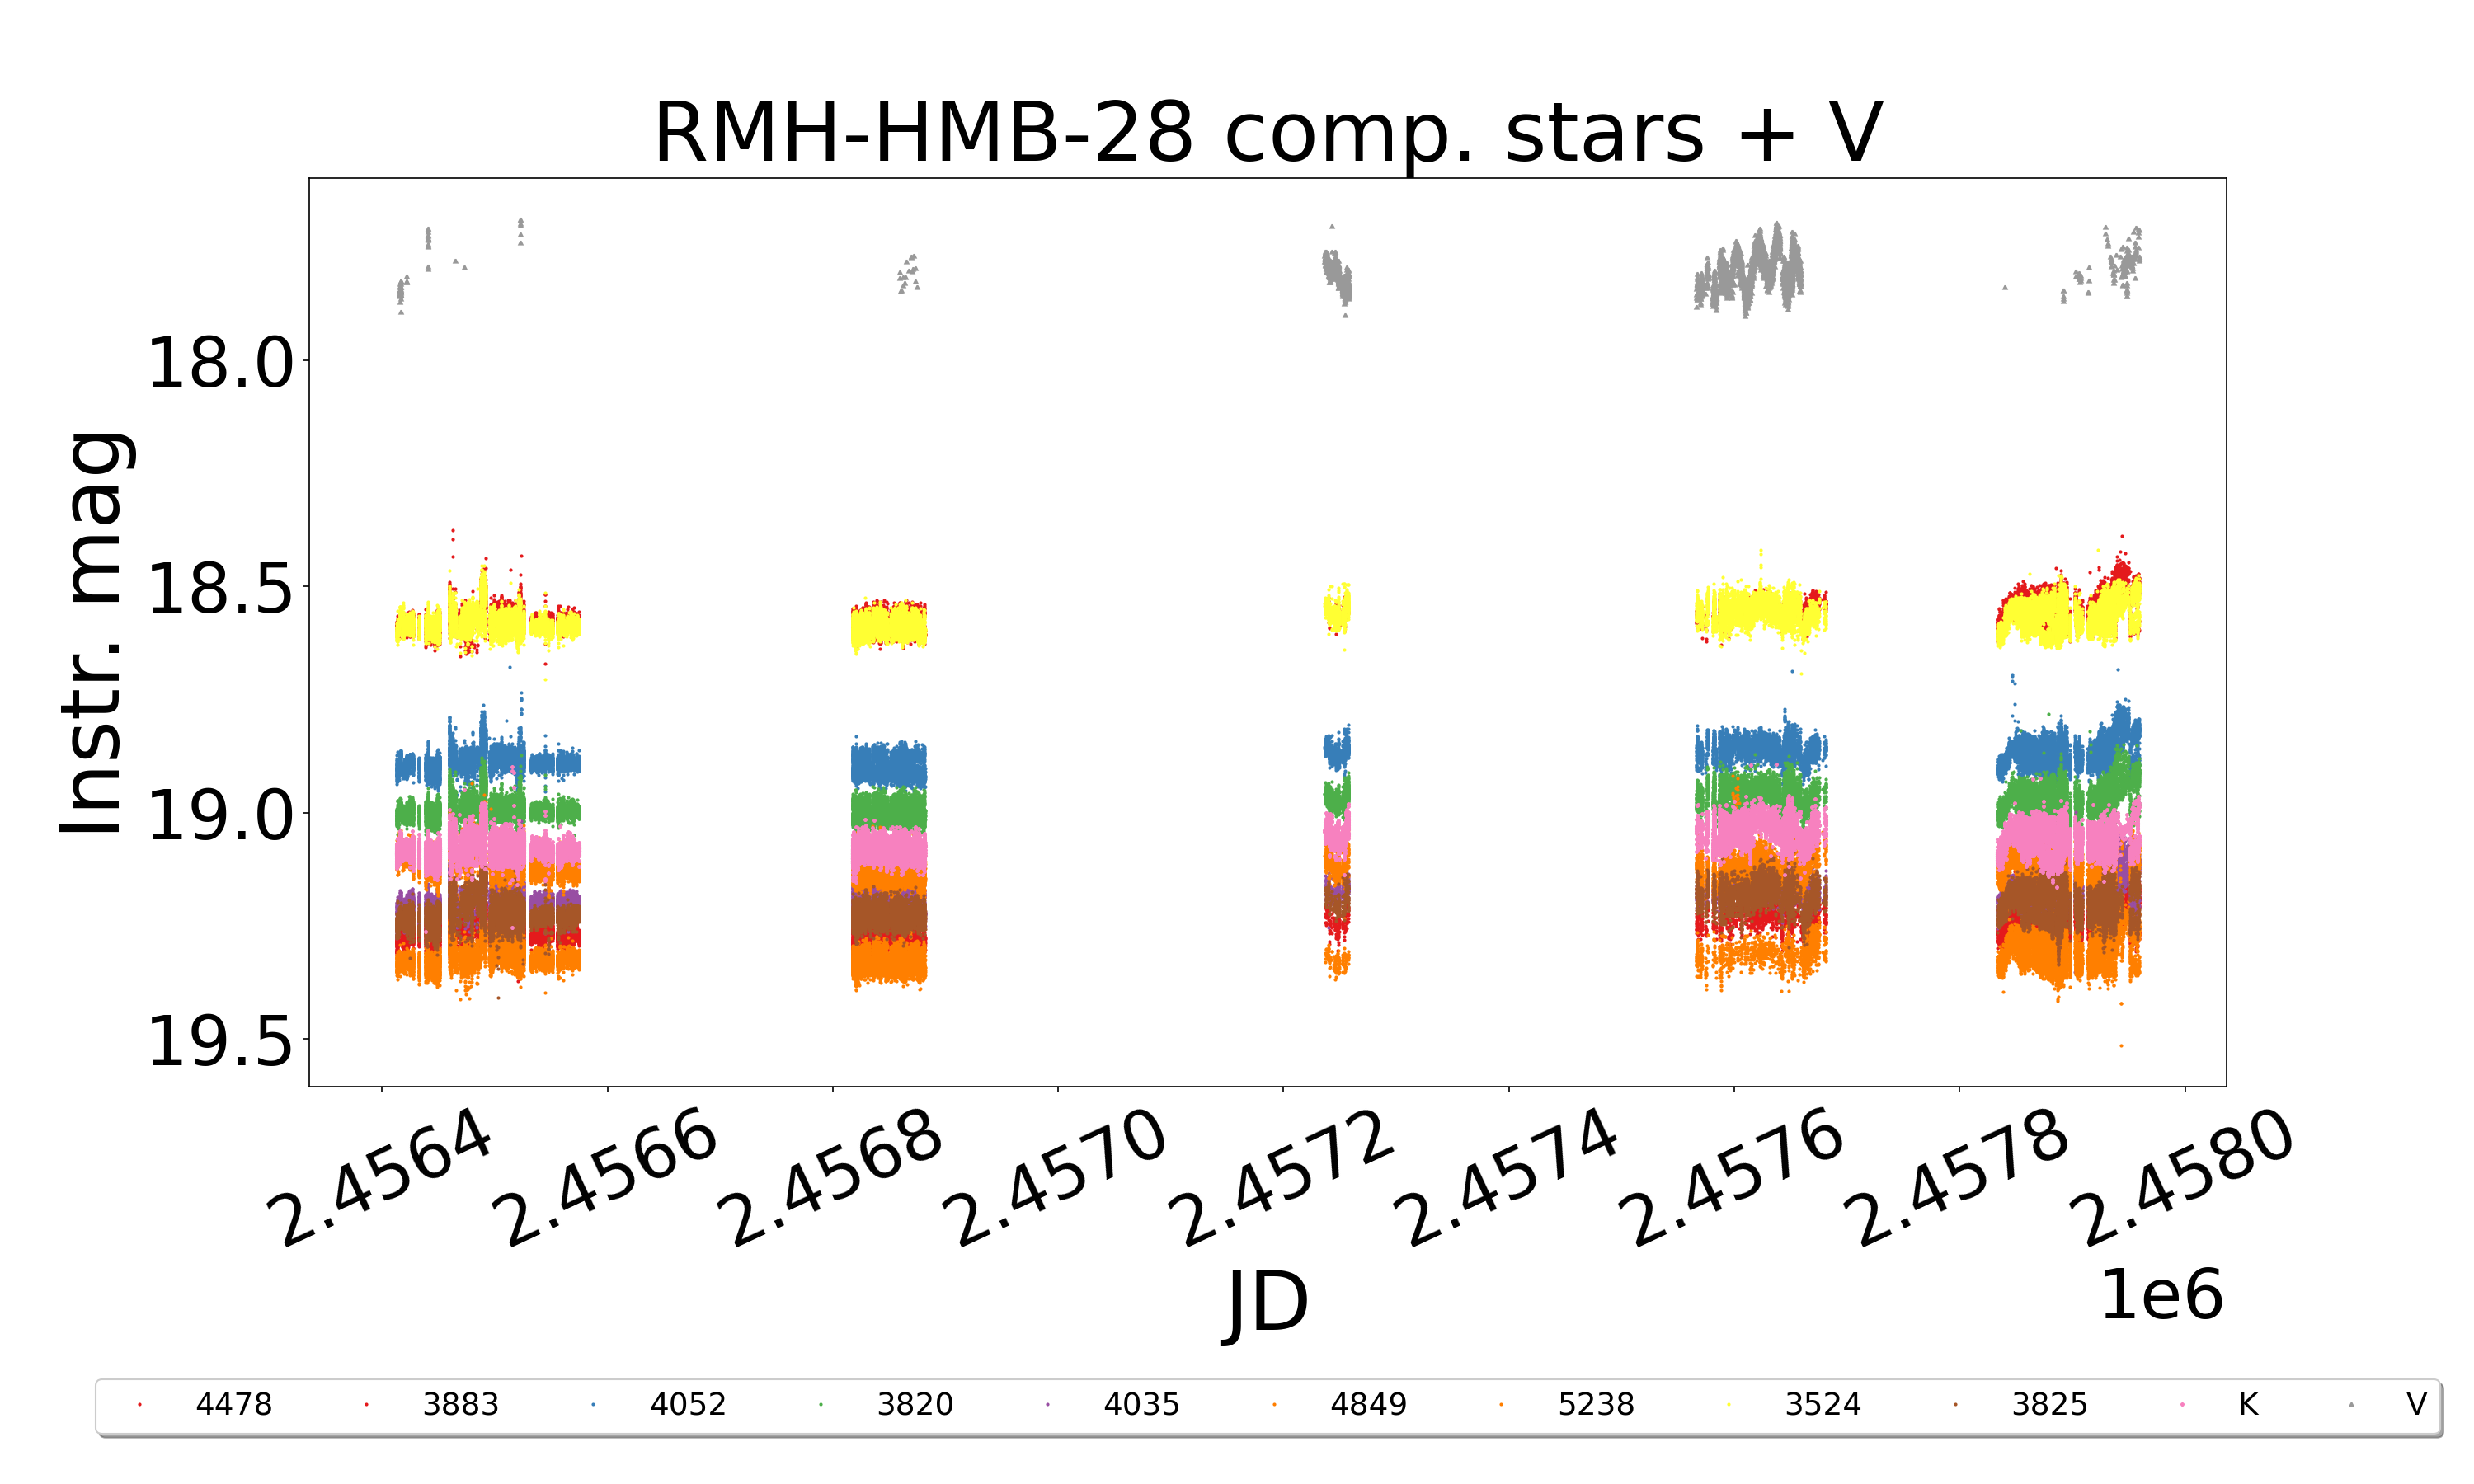 RMH-HMB-28 comp. stars + V
Instr. mag
18.0
18.5
19.0
19.5
2.4564 2.4566 2.4568 2.4570 2.4572 2.4574 2.4576 2.4578 2.4580
JD
1e6
4478 3883 4052 3820 4035 4849 5238 3524 3825 K V